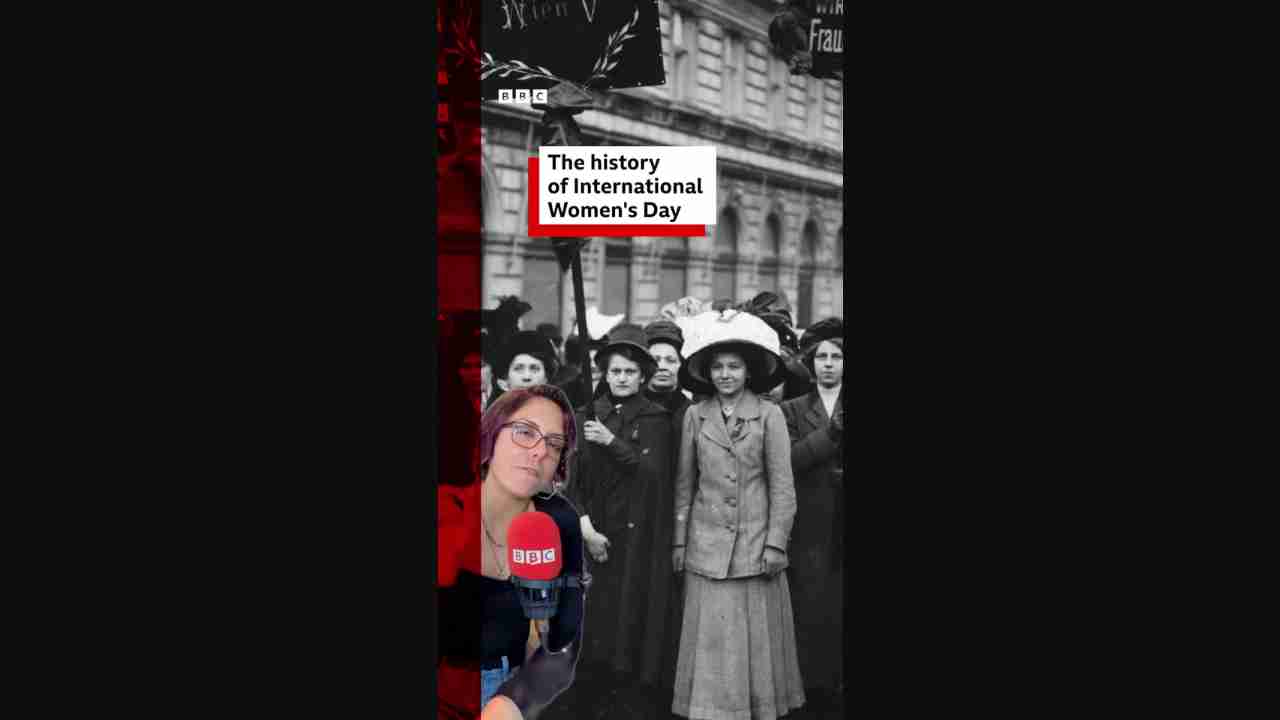 Wien V
Frau
BBC
The history
of International
Women's Day
BBC